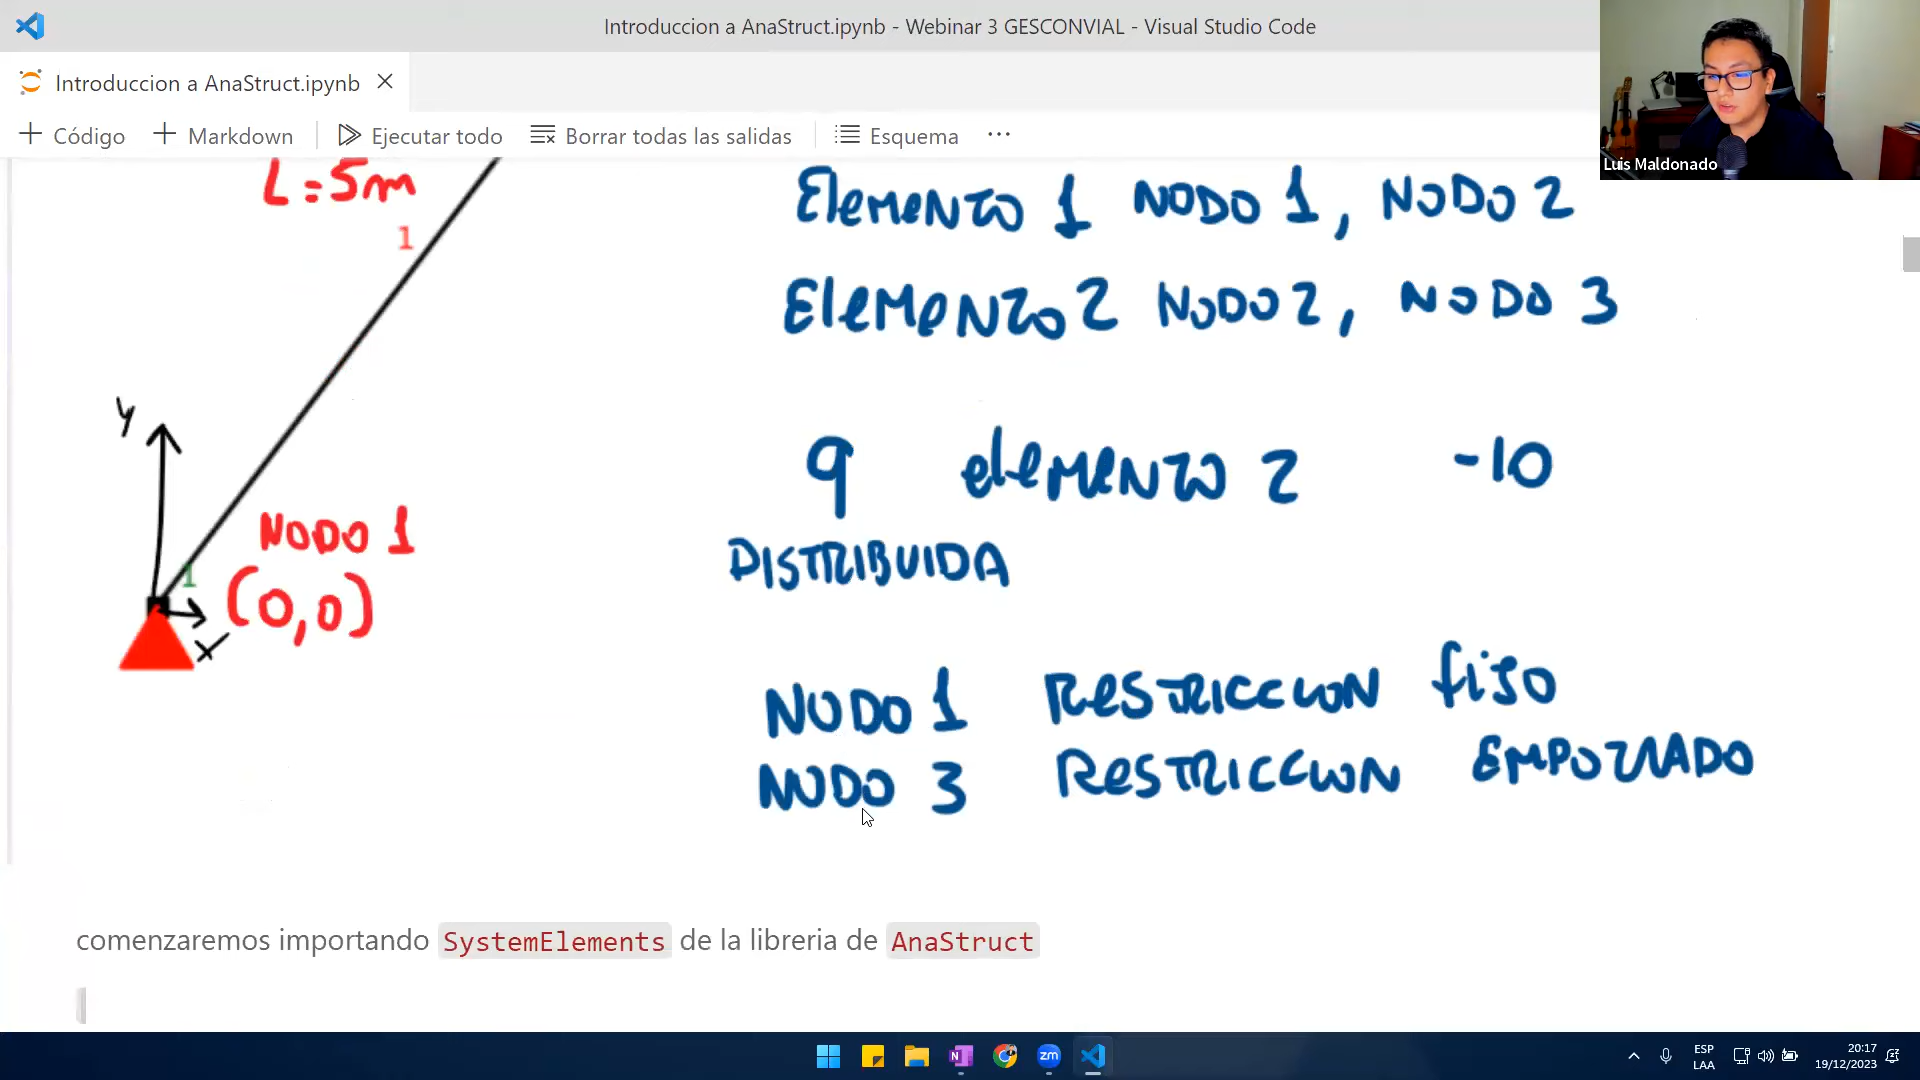 Introduccion a AnaStruct.ipynb - Webinar 3 GESCONVIAL - Visual Studio Code
Introduccion a AnaStruct.ipynb
Código Markdown Ejecutar todo Borrar todas las salidas Esquema ...
Luis Maldonado
L=5m
1
Elemento 1 NODO 1, NODO 2
Elemento 2 NODO 2, NODO 3
y
q elemento 2 -10
DISTRIBUIDA
NODO 1
1
(0,0)
x
NODO 1 RESTRICCION fijo
NODO 3 RESTRICCION EMPOTRADO
comenzaremos importando SystemElements de la libreria de AnaStruct
ESP
LAA
20:17
19/12/2023
zm
N